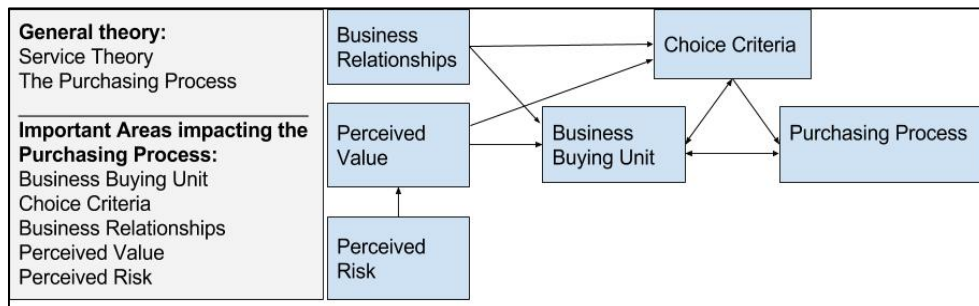 General theory:
Service Theory
The Purchasing Process
Important Areas impacting the
Purchasing Process:
Business Buying Unit
Choice Criteria
Business Relationships
Perceived Value
Perceived Risk
Business
Relationships
Perceived
Value
Perceived
Risk
Choice Criteria
Business
Buying Unit
Purchasing Process